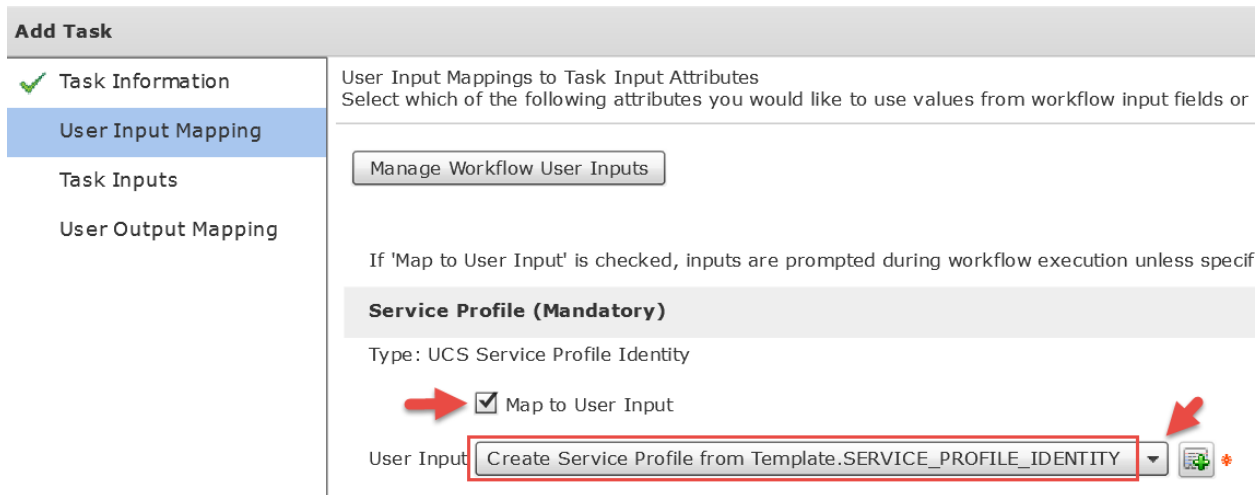 Add Task
Task Information
User Input Mapping
Task Inputs
User Output Mapping
User Input Mappings to Task Input Attributes
Select which of the following attributes you would like to use values from workflow input fields or
Manage Workflow User Inputs
If 'Map to User Input' is checked, inputs are prompted during workflow execution unless specif
Service Profile (Mandatory)
Type: UCS Service Profile Identity
Map to User Input
User Input Create Service Profile from Template.SERVICE_PROFILE_IDENTITY *